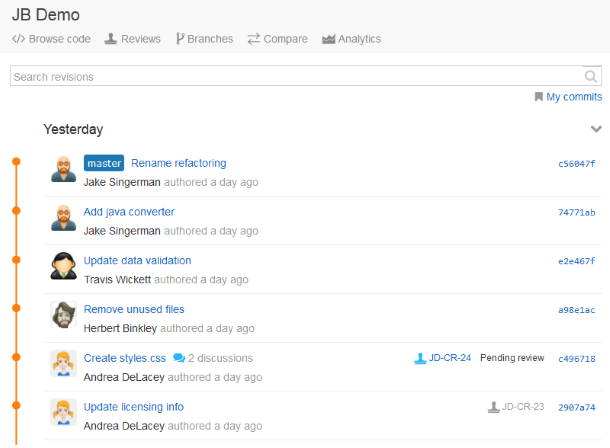 JB Demo
Browse code Reviews Branches Compare Analytics
Search revisions
My commits
Yesterday
master Rename refactoring c56047f
Jake Singerman authored a day ago
Add java converter 74771ab
Jake Singerman authored a day ago
Update data validation e2e467f
Travis Wickett authored a day ago
Remove unused files a98e1ac
Herbert Binkley authored a day ago
Create styles.css 2 discussions JD-CR-24 Pending review c496718
Andrea DeLacey authored a day ago
Update licensing info JD-CR-23 2907a74
Andrea DeLacey authored a day ago